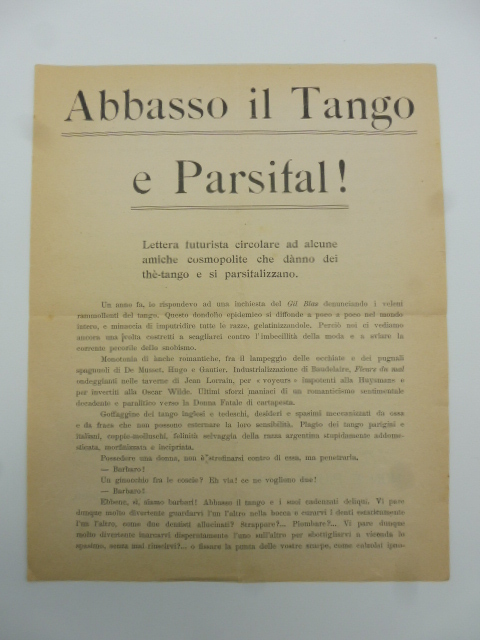 Abbasso il Tango
e Parsifal!
Lettera futurista circolare ad alcune
amiche cosmopolite che dànno dei
thè-tango e si parsifalizzano.
Un anno fa, io rispondevo ad una inchiesta del Gil Blas denunciando i veleni
rammollenti del tango. Questo dondolio epidemico si diffonde a poco a poco nel mondo
intero, e minaccia di imputridire tutte le razze, gelatinizzandole. Perciò noi ci vediamo
ancora una volta costretti a scagliarci contro l'imbecillità della moda e a sviare la
corrente pecorile dello snobismo.
Monotonia di anche romantiche, fra il lampeggio delle occhiate e dei pugnali
spagnuoli di De Musset, Hugo e Gautier. Industrializzazione di Baudelaire, Fleurs du mal
ondeggianti nelle taverne di Jean Lorrain, per « voyeurs » impotenti alla Huysmans e
per invertiti alla Oscar Wilde. Ultimi sforzi maniaci di un romanticismo sentimentale
decadente e paralitico verso la Donna Fatale di cartapesta.
Goffaggine dei tango inglesi e tedeschi, desideri e spasimi meccanizzati da ossa
e da fracs che non possono esternare la loro sensibilità. Plagio dei tango parigini e
italiani, coppie-molluschi, felinità selvaggia della razza argentina stupidamente addome-
sticata, morfinizzata e incipriata.
Possedere una donna, non è strofinarsi contro di essa, ma penetrarla.
— Barbaro!
Un ginocchio fra le coscie? Eh via! ce ne vogliono due!
— Barbaro!
Ebbene, sì, siamo barbari! Abbasso il tango e i suoi cadenzati deliqui. Vi pare
dunque molto divertente guardarvi l'un l'altro nella bocca e curarvi i denti estaticamente
l'un l'altro, come due dentisti allucinati? Strappare?... Piombare?... Vi pare dunque
molto divertente inarcarvi disperatamente l'uno sull'altro per sbottigliarvi a vicenda lo
spasimo, senza mai riuscirvi?... o fissare la punta delle vostre scarpe, come calzolai ipno-